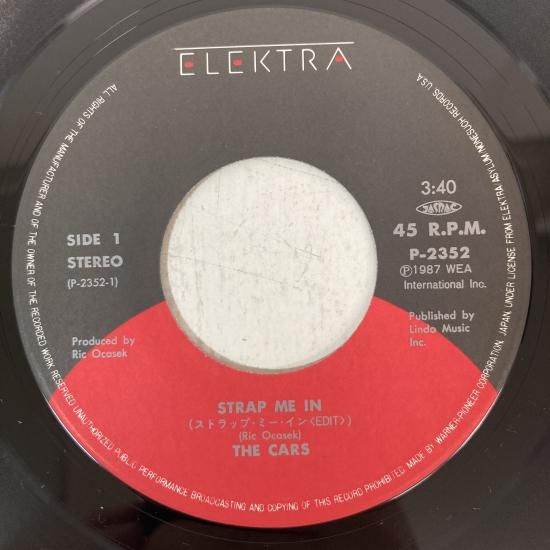 ELEKTRA
ALL RIGHTS OF THE MANUFACTURER AND OF THE OWNER OF THE RECORDED WORK RESERVED UNAUTHORIZED PUBLIC PERFORMANCE BROADCASTING AND COPYING OF THIS RECORD PROHIBITED MADE BY WARNER-PIONEER CORPORATION, JAPAN, UNDER LICENSE FROM ELEKTRA ASYLUM NONESUCH RECORDS U.S.A.
3:40
JASRAC
SIDE 1
45 R.P.M.
STEREO
P-2352
(P-2352-1)
Ⓟ1987 WEA
International Inc.
Produced by
Ric Ocasek
Published by
Lindo Music
Inc.
STRAP ME IN
(ストラップ・ミー・イン〈EDIT〉)
(Ric Ocasek)
THE CARS